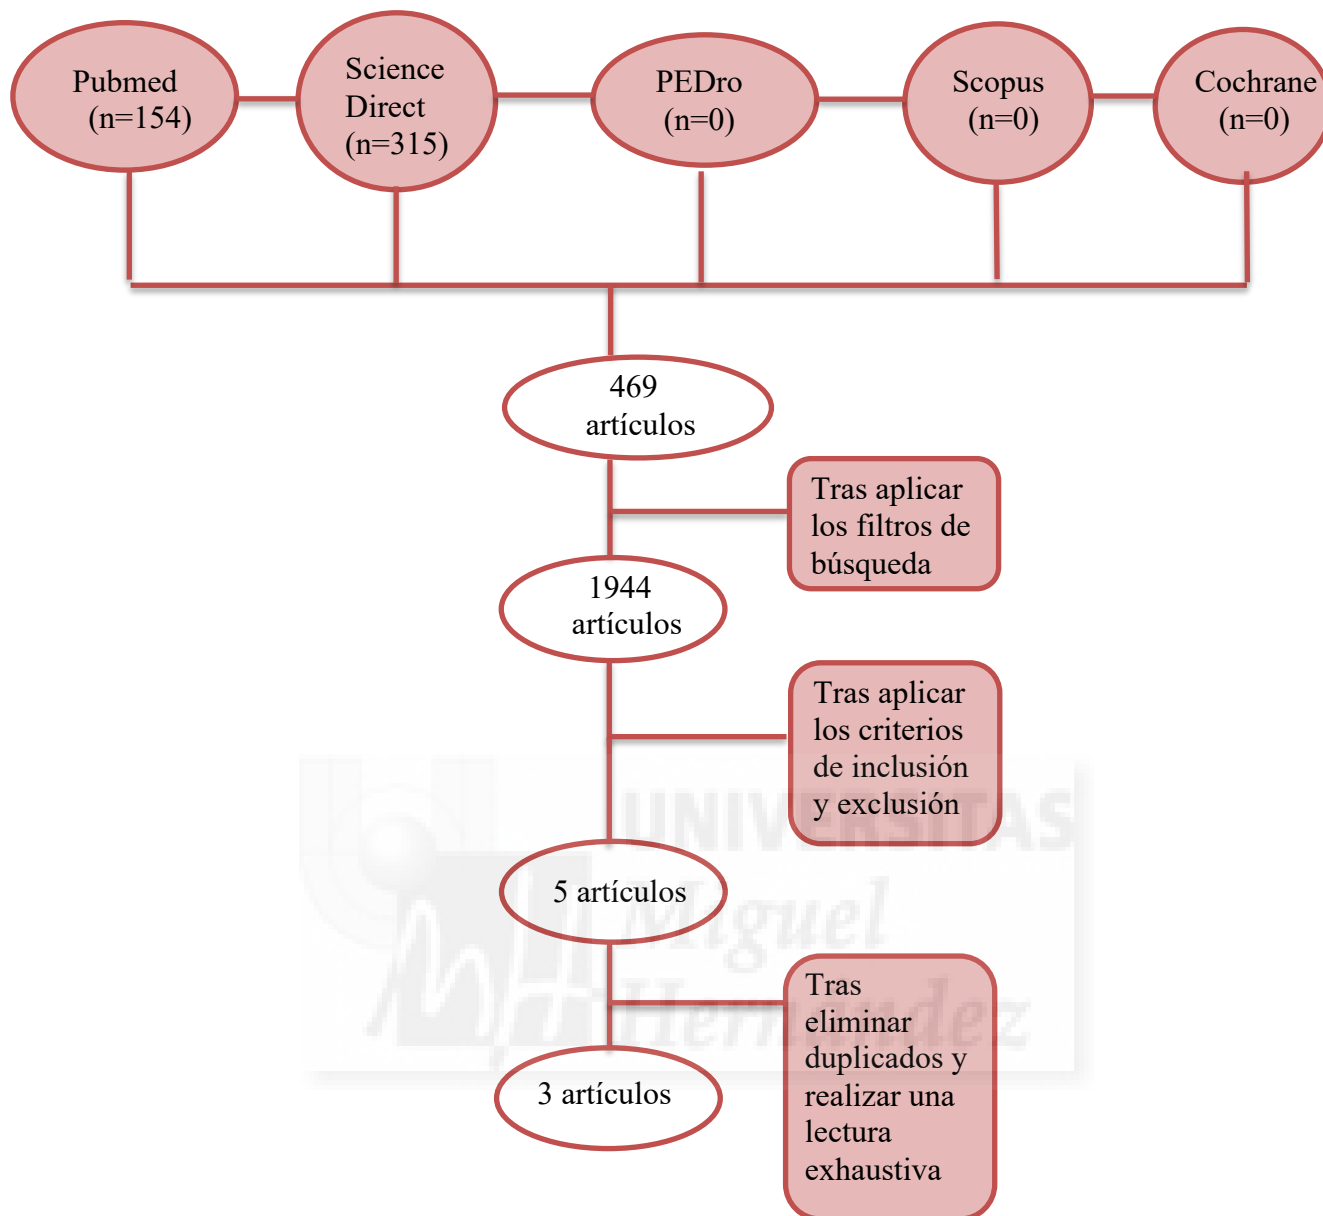 Pubmed
(n=154)
Science
Direct
(n=315)
PEDro
(n=0)
Scopus
(n=0)
Cochrane
(n=0)
469
artículos
Tras aplicar
los filtros de
búsqueda
1944
artículos
Tras aplicar
los criterios
de inclusión
y exclusión
5 artículos
Tras
eliminar
duplicados y
realizar una
lectura
exhaustiva
3 artículos
UNIVERSITAS
Miguel
Hernández